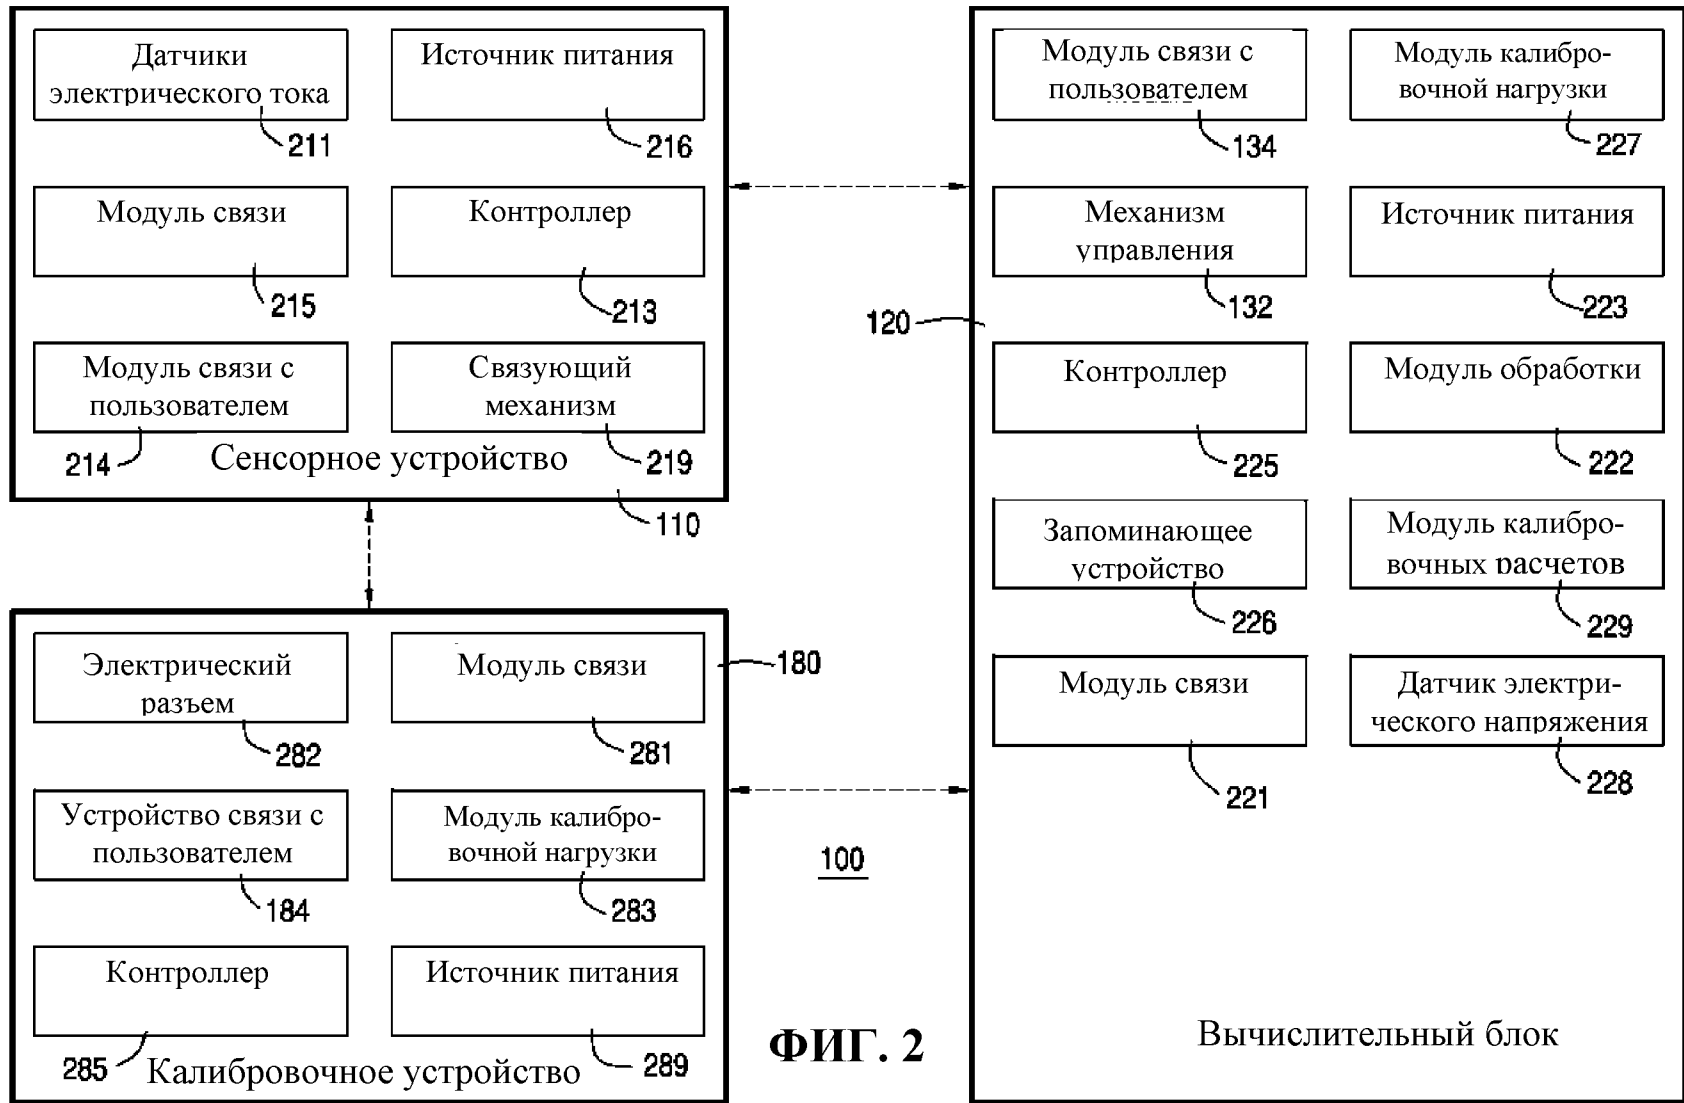 Датчики
электрического тока
211
Источник питания
216
Модуль связи
215
Контроллер
213
Модуль связи с
пользователем
214
Связующий
механизм
219
Сенсорное устройство
110
Электрический
разъем
282
Модуль связи
281
180
Устройство связи с
пользователем
184
Модуль калибро-
вочной нагрузки
283
Контроллер
285
Источник питания
289
Калибровочное устройство
120
Модуль связи с
пользователем
134
Модуль калибро-
вочной нагрузки
227
Механизм
управления
132
Источник питания
223
Контроллер
225
Модуль обработки
222
Запоминающее
устройство
226
Модуль калибро-
вочных расчетов
229
Модуль связи
221
Датчик электри-
ческого напряжения
228
Вычислительный блок
100
ФИГ. 2